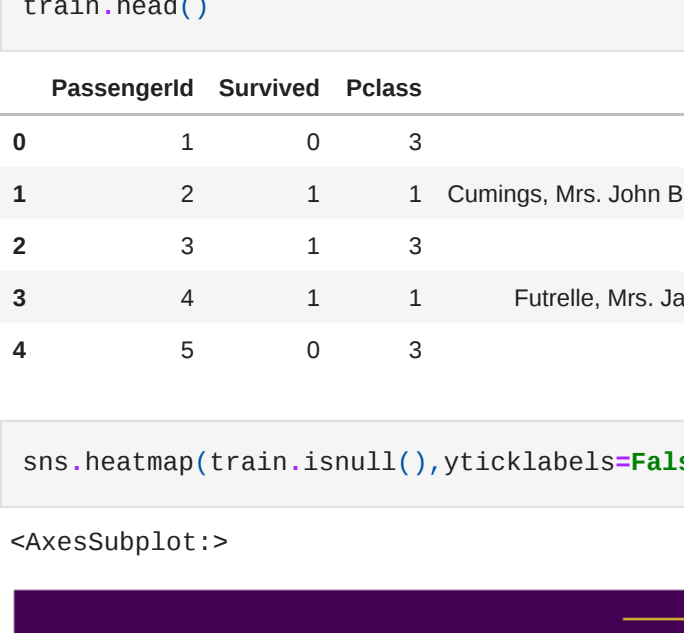 train.head()
PassengerId Survived Pclass
0 1 0 3
1 2 1 1 Cumings, Mrs. John B
2 3 1 3
3 4 1 1 Futrelle, Mrs. Ja
4 5 0 3
sns.heatmap(train.isnull(),yticklabels=Fals
<AxesSubplot:>